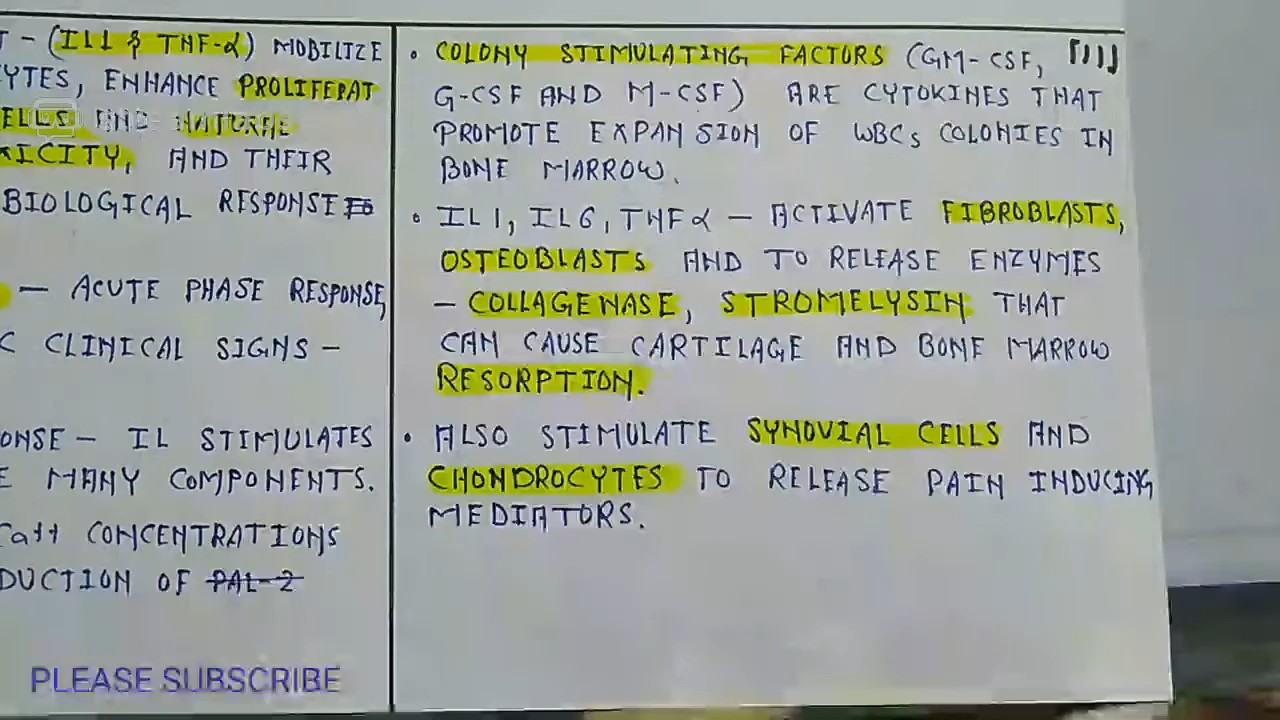 T - (IL1 & TNF-α) MOBILIZE
YTES, ENHANCE PROLIFERAT
ELLS AND NATURAL
XICITY, AND THEIR
BIOLOGICAL RESPONSE
— ACUTE PHASE RESPONSE,
C CLINICAL SIGNS —
ONSE — IL STIMULATES
E MANY COMPONENTS.
Ca++ CONCENTRATIONS
DUCTION OF PAL-2
PLEASE SUBSCRIBE
• COLONY STIMULATING FACTORS (GM-CSF,
G-CSF AND M-CSF) ARE CYTOKINES THAT
PROMOTE EXPANSION OF WBCs COLONIES IN
BONE MARROW.
• IL1, IL6, TNFα — ACTIVATE FIBROBLASTS,
OSTEOBLASTS AND TO RELEASE ENZYMES
— COLLAGENASE, STROMELYSIN THAT
CAN CAUSE CARTILAGE AND BONE MARROW
RESORPTION.
• ALSO STIMULATE SYNOVIAL CELLS AND
CHONDROCYTES TO RELEASE PAIN INDUCING
MEDIATORS.